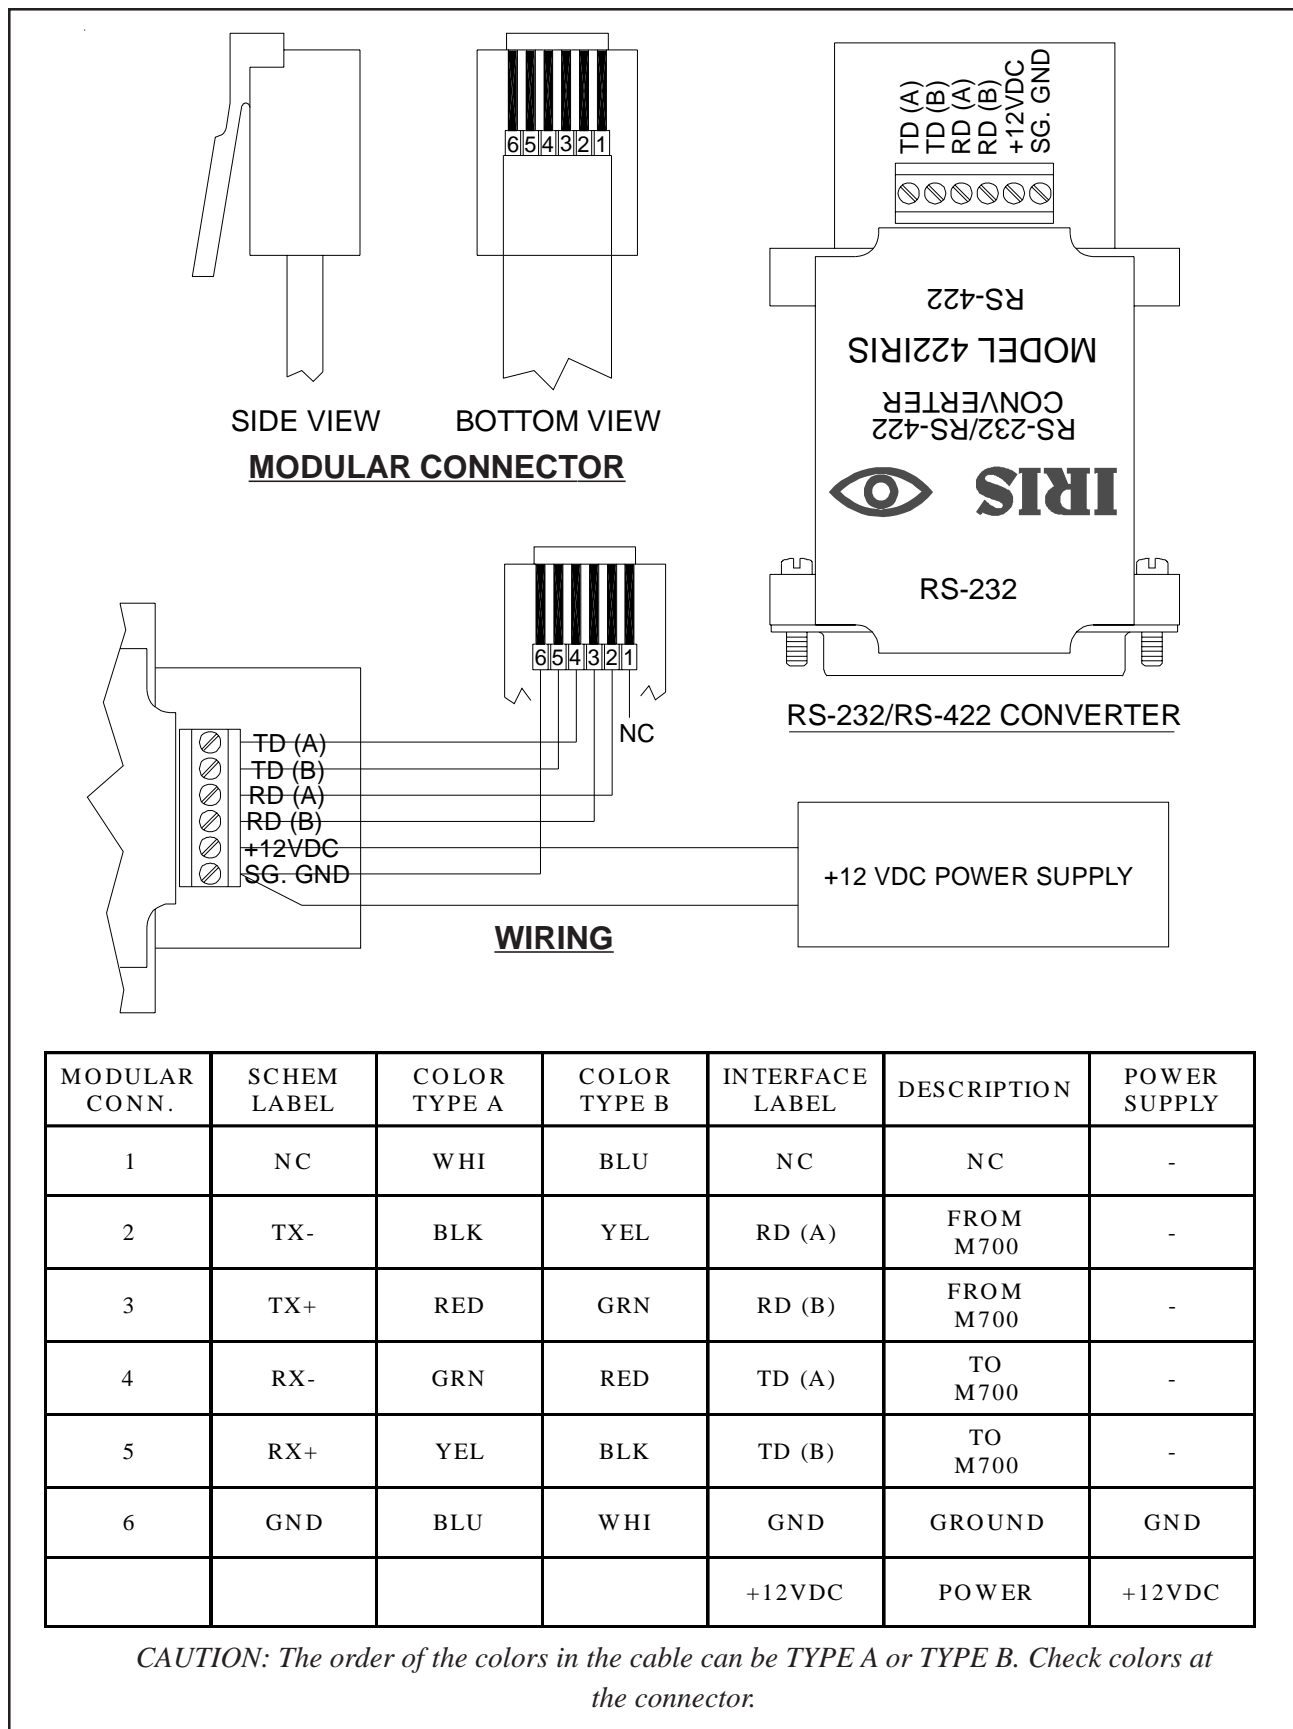 6 5 4 3 2 1
SIDE VIEW
BOTTOM VIEW
MODULAR CONNECTOR
TD (A)
TD (B)
RD (A)
RD (B)
+12VDC
SG. GND
RS-422
MODEL 422IRIS
CONVERTER
RS-232/RS-422
IRIS
RS-232
RS-232/RS-422 CONVERTER
6 5 4 3 2 1
NC
TD (A)
TD (B)
RD (A)
RD (B)
+12VDC
SG. GND
+12 VDC POWER SUPPLY
WIRING
MODULAR CONN. SCHEM LABEL COLOR TYPE A COLOR TYPE B INTERFACE LABEL DESCRIPTION POWER SUPPLY
1 NC WHI BLU NC NC -
2 TX- BLK YEL RD (A) FROM M700 -
3 TX+ RED GRN RD (B) FROM M700 -
4 RX- GRN RED TD (A) TO M700 -
5 RX+ YEL BLK TD (B) TO M700 -
6 GND BLU WHI GND GROUND GND
+12VDC POWER +12VDC
CAUTION: The order of the colors in the cable can be TYPE A or TYPE B. Check colors at
the connector.